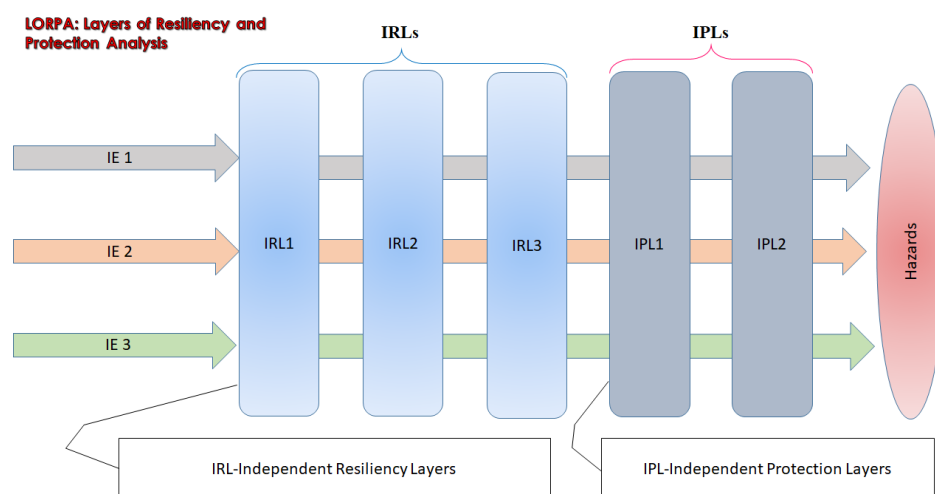 LORPA: Layers of Resiliency and
Protection Analysis
IRLs
IPLs
IE 1
IE 2
IE 3
IRL1
IRL2
IRL3
IPL1
IPL2
Hazards
IRL-Independent Resiliency Layers
IPL-Independent Protection Layers